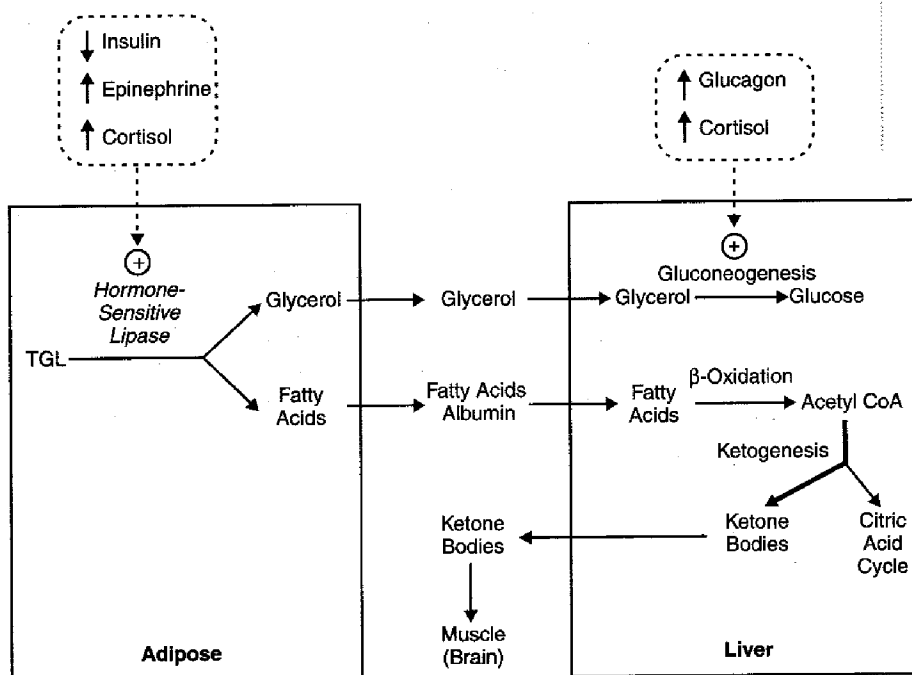 Insulin
Epinephrine
Cortisol
Glucagon
Cortisol
+
Hormone-
Sensitive
Lipase
TGL
Glycerol
Fatty
Acids
Glycerol
Fatty Acids
Albumin
+
Gluconeogenesis
Glycerol
Glucose
Fatty
Acids
β-Oxidation
Acetyl CoA
Ketogenesis
Ketone
Bodies
Citric
Acid
Cycle
Ketone
Bodies
Muscle
(Brain)
Adipose
Liver